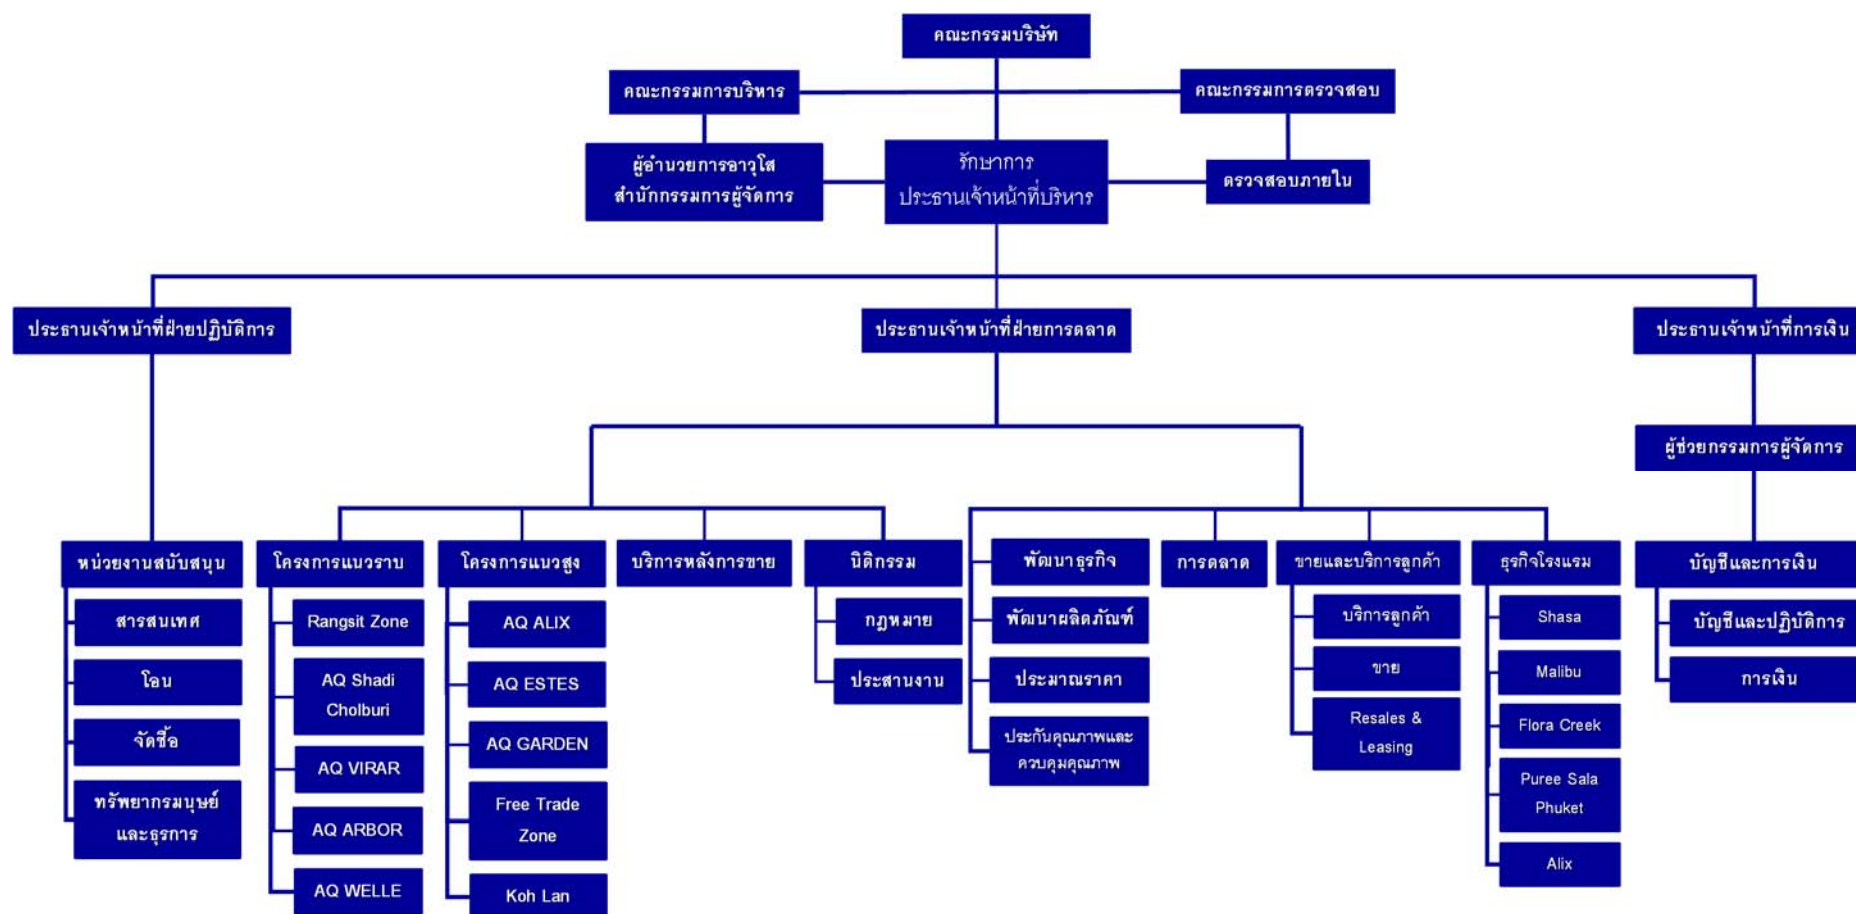 คณะกรรมบริษัท
คณะกรรมการบริหาร
คณะกรรมการตรวจสอบ
ผู้อำนวยการอาวุโส
สำนักกรรมการผู้จัดการ
รักษาการ
ประธานเจ้าหน้าที่บริหาร
ตรวจสอบภายใน
ประธานเจ้าหน้าที่ฝ่ายปฏิบัติการ
ประธานเจ้าหน้าที่ฝ่ายการตลาด
ประธานเจ้าหน้าที่การเงิน
ผู้ช่วยกรรมการผู้จัดการ
หน่วยงานสนับสนุน
สารสนเทศ
โอน
จัดซื้อ
ทรัพยากรมนุษย์
และธุรการ
โครงการแนวราบ
Rangsit Zone
AQ Shadi
Cholburi
AQ VIRAR
AQ ARBOR
AQ WELLE
โครงการแนวสูง
AQ ALIX
AQ ESTES
AQ GARDEN
Free Trade
Zone
Koh Lan
บริการหลังการขาย
นิติกรรม
กฎหมาย
ประสานงาน
พัฒนาธุรกิจ
พัฒนาผลิตภัณฑ์
ประมาณราคา
ประกันคุณภาพและ
ควบคุมคุณภาพ
การตลาด
ขายและบริการลูกค้า
บริการลูกค้า
ขาย
Resales &
Leasing
ธุรกิจโรงแรม
Shasa
Malibu
Flora Creek
Puree Sala
Phuket
Alix
บัญชีและการเงิน
บัญชีและปฏิบัติการ
การเงิน